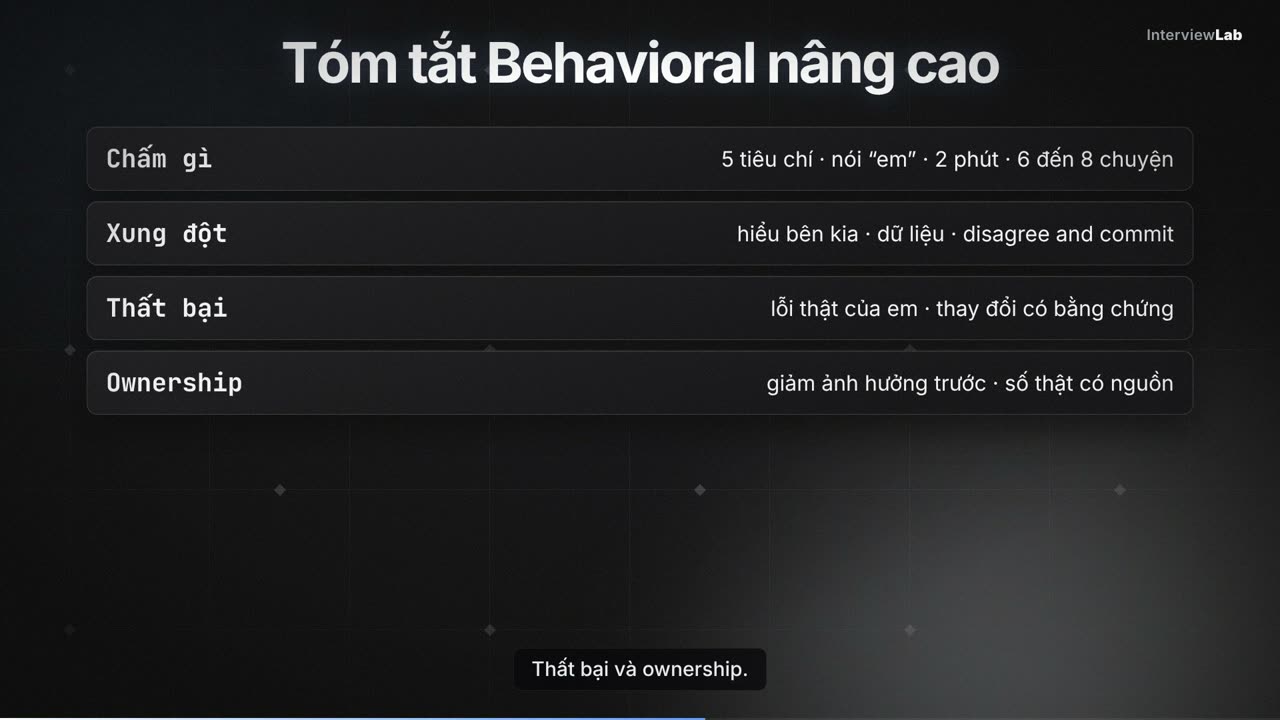 InterviewLab
Tóm tắt Behavioral nâng cao
Chấm gì
5 tiêu chí · nói “em” · 2 phút · 6 đến 8 chuyện
Xung đột
hiểu bên kia · dữ liệu · disagree and commit
Thất bại
lỗi thật của em · thay đổi có bằng chứng
Ownership
giảm ảnh hưởng trước · số thật có nguồn
Thất bại và ownership.